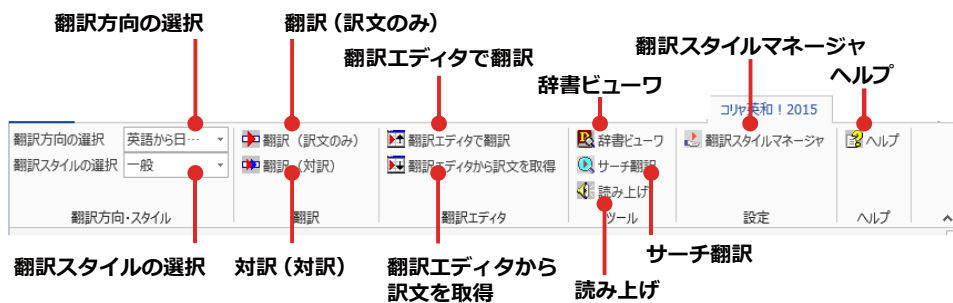 翻訳方向の選択 翻訳（訳文のみ）
翻訳エディタで翻訳 翻訳スタイルマネージャ
辞書ビューワ ヘルプ
コリャ英和！2015
翻訳方向の選択 英語から日… 翻訳（訳文のみ） 翻訳エディタで翻訳 辞書ビューワ 翻訳スタイルマネージャ ヘルプ
翻訳スタイルの選択 一般 翻訳（対訳） 翻訳エディタから訳文を取得 サーチ翻訳
読み上げ
翻訳方向・スタイル 翻訳 翻訳エディタ ツール 設定 ヘルプ
翻訳スタイルの選択 対訳（対訳） 翻訳エディタから サーチ翻訳
訳文を取得 読み上げ